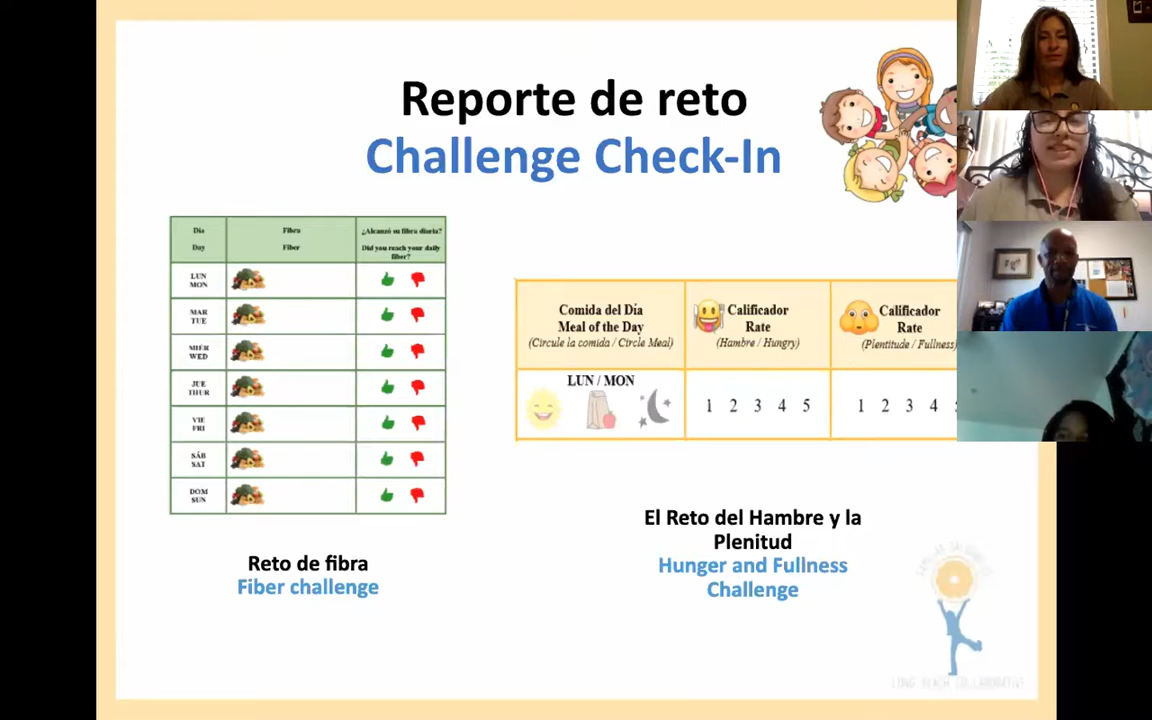 Reporte de reto
Challenge Check-In
Día
Day
Fibra
Fiber
¿Alcanzó su fibra diaria?
Did you reach your daily
fiber?
LUN
MON
MAR
TUE
MIÉR
WED
JUE
THUR
VIE
FRI
SÁB
SAT
DOM
SUN
Reto de fibra
Fiber challenge
Comida del Día
Meal of the Day
(Circule la comida / Circle Meal)
Calificador
Rate
(Hambre / Hungry)
Calificador
Rate
(Plentitude / Fullness
LUN / MON
1 2 3 4 5
1 2 3 4
El Reto del Hambre y la
Plenitud
Hunger and Fullness
Challenge
LONG BEACH COLLABORATIVE